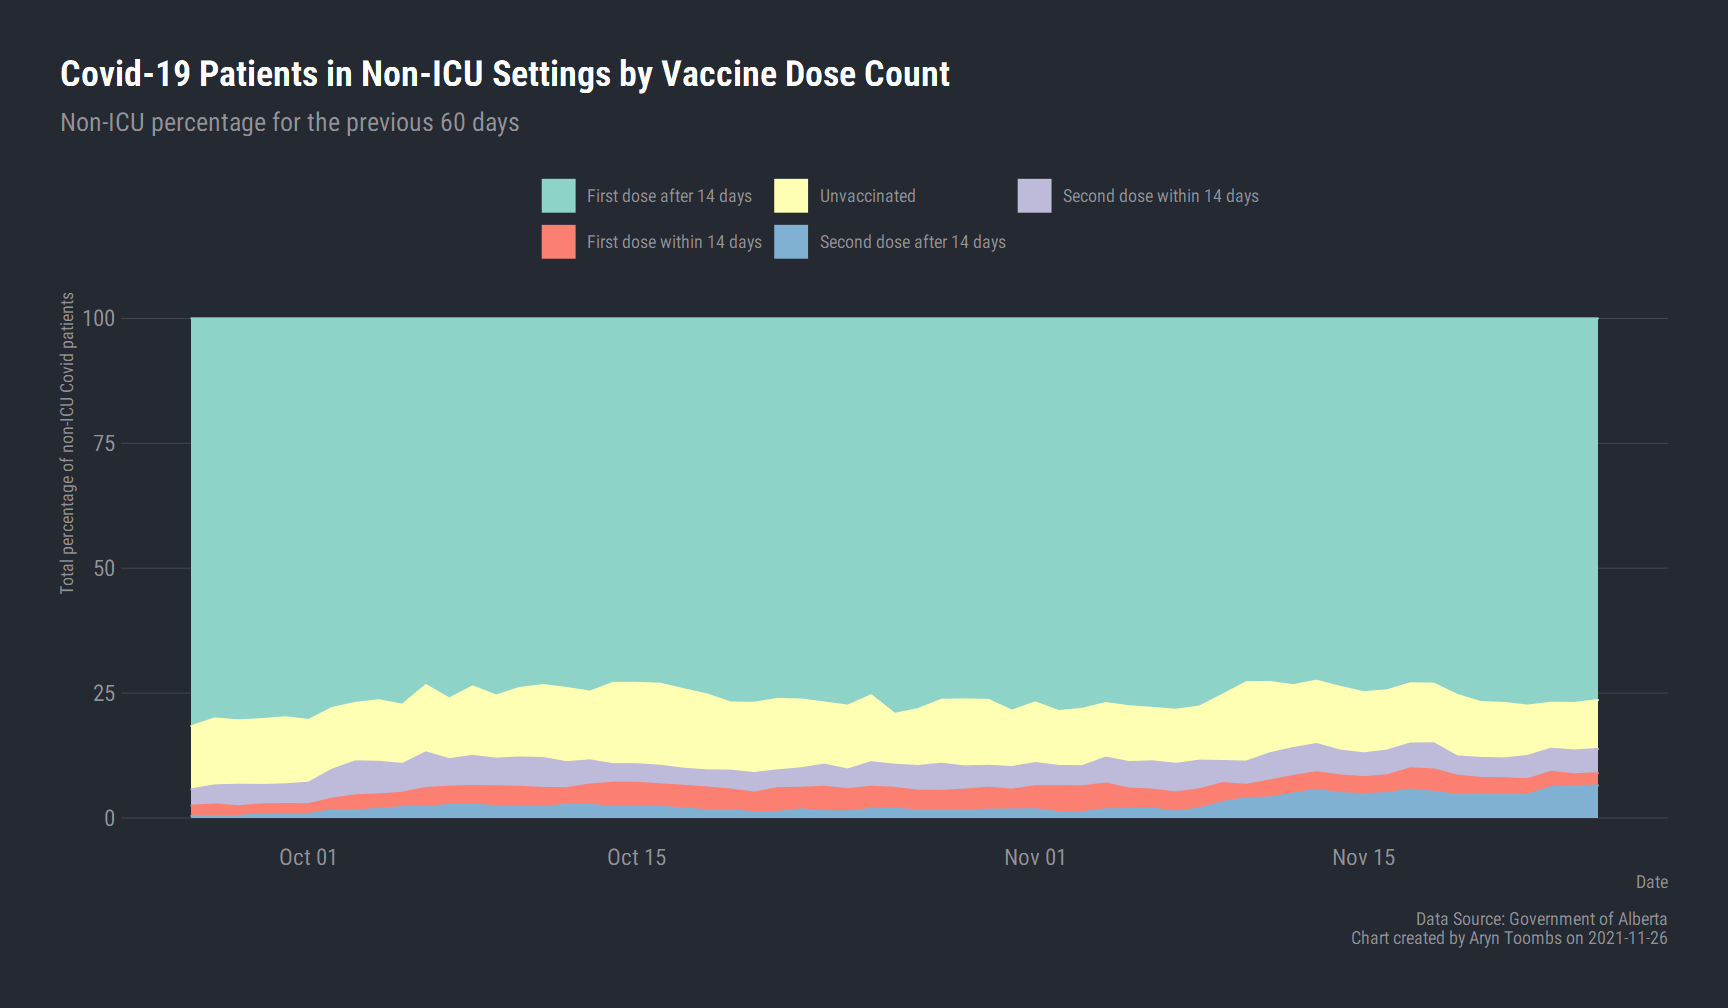 Covid-19 Patients in Non-ICU Settings by Vaccine Dose Count
Non-ICU percentage for the previous 60 days
First dose after 14 days
Unvaccinated
Second dose within 14 days
First dose within 14 days
Second dose after 14 days
Total percentage of non-ICU Covid patients
100
75
50
25
0
Oct 01
Oct 15
Nov 01
Nov 15
Date
Data Source: Government of Alberta
Chart created by Aryn Toombs on 2021-11-26